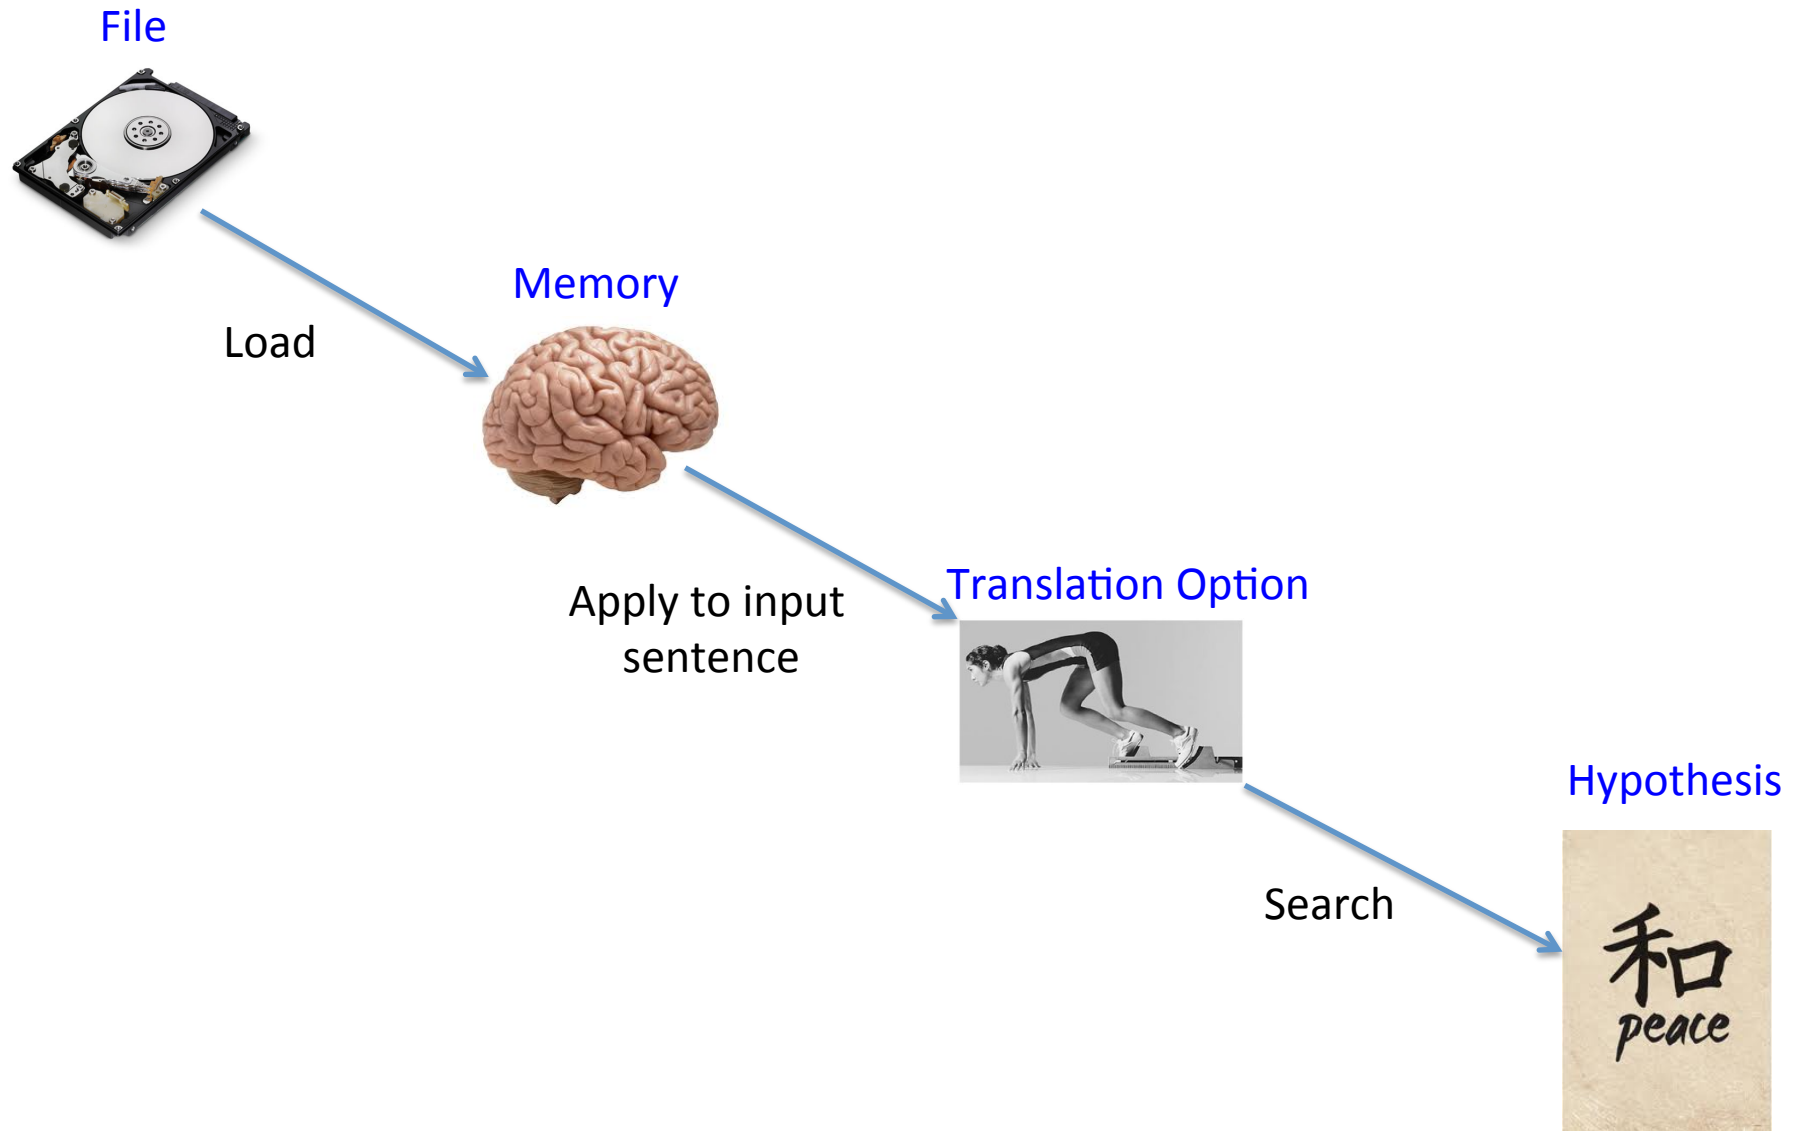 File
Memory
Load
Apply to input
sentence
Translation Option
Hypothesis
Search
和
peace